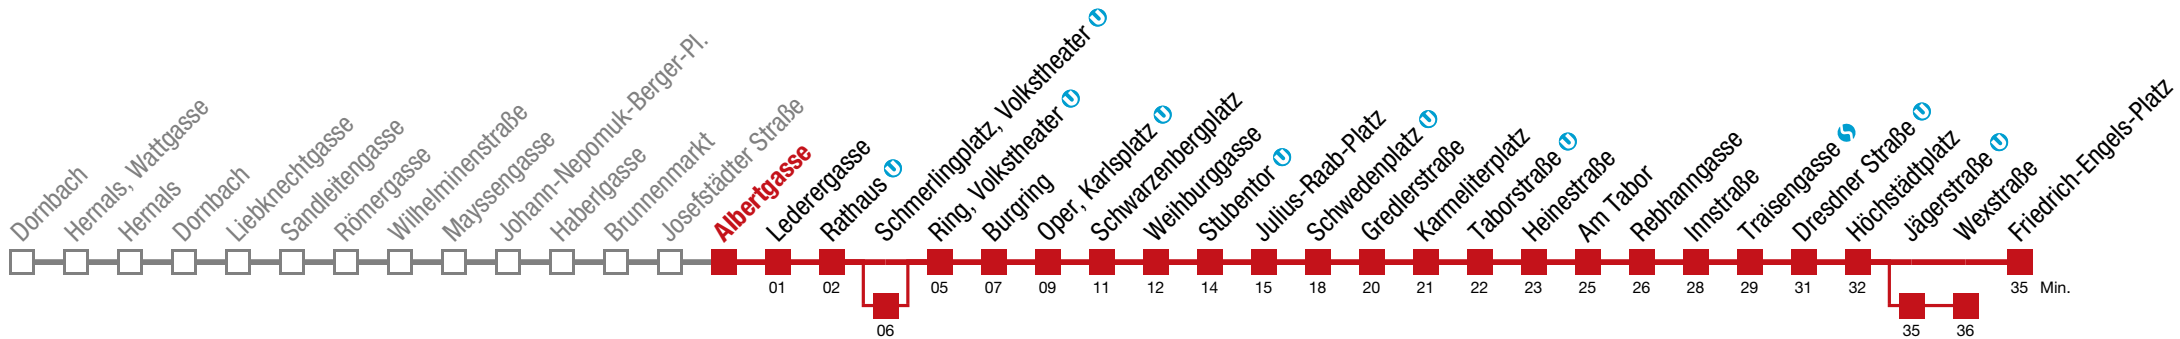 Dornbach
Hernals, Wattgasse
Hernals
Dornbach
Liebknechtgasse
Sandleitengasse
Römergasse
Wilhelminenstraße
Mayssengasse
Johann-Nepomuk-Berger-Pl.
Haberlgasse
Brunnenmarkt
Josefstädter Straße
Albertgasse
Lederergasse
Rathaus U
Schmerlingplatz, Volkstheater U
Ring, Volkstheater U
Burgring
Oper, Karlsplatz U
Schwarzenbergplatz
Weihburggasse
Stubentor U
Julius-Raab-Platz
Schwedenplatz U
Gredlerstraße
Karmeliterplatz
Taborstraße U
Heinestraße
Am Tabor
Rebhanngasse
Innstraße
Traisengasse S
Dresdner Straße U
Höchstädtplatz
Jägerstraße U
Wexstraße
Friedrich-Engels-Platz
01 02 05 07 09 11 12 14 15 18 20 21 22 23 25 26 28 29 31 32 35 Min.
06 35 36